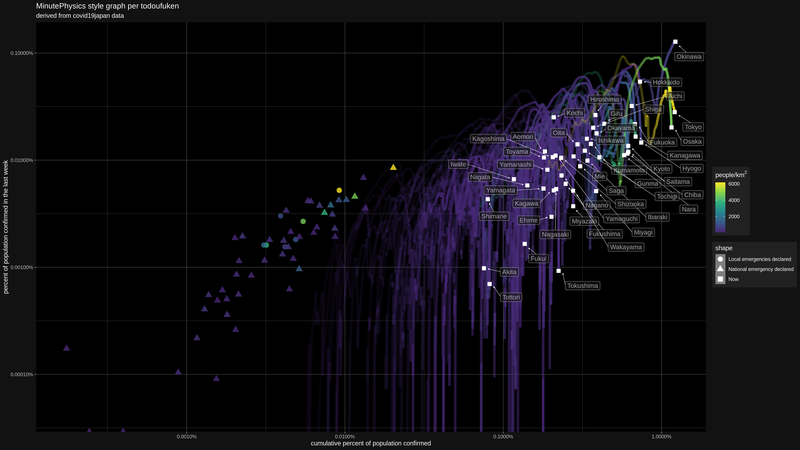 MinutePhysics style graph per todoufuken
derived from covid19japan data
percent of population confirmed in the last week
0.10000%
0.01000%
0.00100%
0.00010%
Okinawa
Hokkaido
Aichi
Hiroshima
Shiga
Kochi
Gifu
Tokyo
Okayama
Kagoshima
Aomori
Oita
Ishikawa
Fukuoka
Osaka
Toyama
Kanagawa
Iwate
Yamanashi
Kumamoto
Kyoto
Hyogo
Nagata
Mie
Gunma
Saitama
Yamagata
Saga
Tochigi
Chiba
Kagawa
Nagano
Shizuoka
Nara
Shimane
Ehime
Miyazaki
Yamaguchi
Ibaraki
Nagasaki
Fukushima
Miyagi
Wakayama
Fukui
Akita
Tokushima
Tottori
0.0010%
0.0100%
0.1000%
1.0000%
cumulative percent of population confirmed
people/km²
6000
4000
2000
shape
Local emergencies declared
National emergency declared
Now